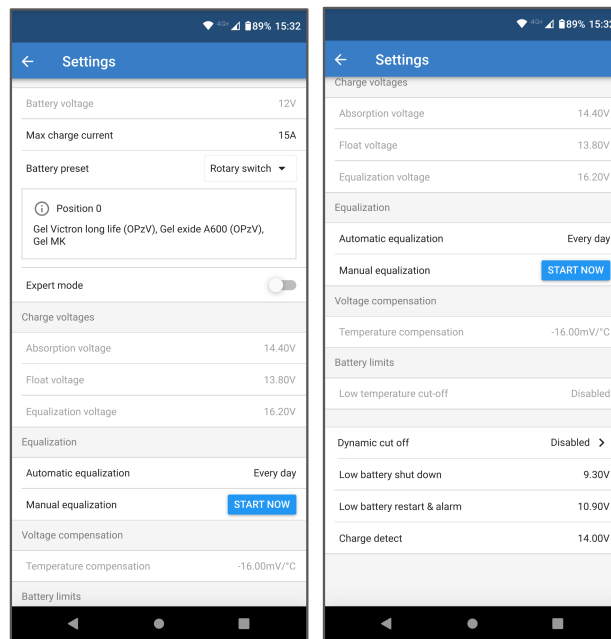 4G+ 89% 15:32
Settings
Battery voltage 12V
Max charge current 15A
Battery preset Rotary switch
Position 0
Gel Victron long life (OPzV), Gel exide A600 (OPzV),
Gel MK
Expert mode
Charge voltages
Absorption voltage 14.40V
Float voltage 13.80V
Equalization voltage 16.20V
Equalization
Automatic equalization Every day
Manual equalization START NOW
Voltage compensation
Temperature compensation -16.00mV/°C
Battery limits
4G+ 89% 15:32
Settings
Charge voltages
Absorption voltage 14.40V
Float voltage 13.80V
Equalization voltage 16.20V
Equalization
Automatic equalization Every day
Manual equalization START NOW
Voltage compensation
Temperature compensation -16.00mV/°C
Battery limits
Low temperature cut-off Disabled
Dynamic cut off Disabled
Low battery shut down 9.30V
Low battery restart & alarm 10.90V
Charge detect 14.00V